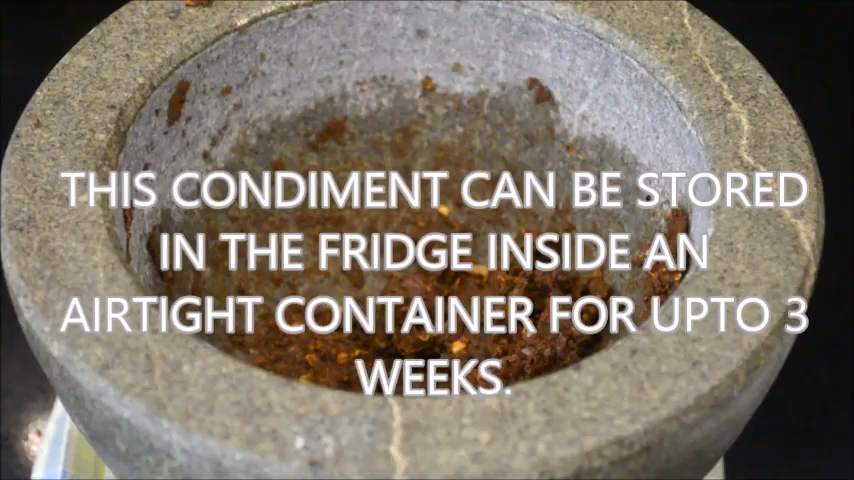 THIS CONDIMENT CAN BE STORED
IN THE FRIDGE INSIDE AN
AIRTIGHT CONTAINER FOR UPTO 3
WEEKS.